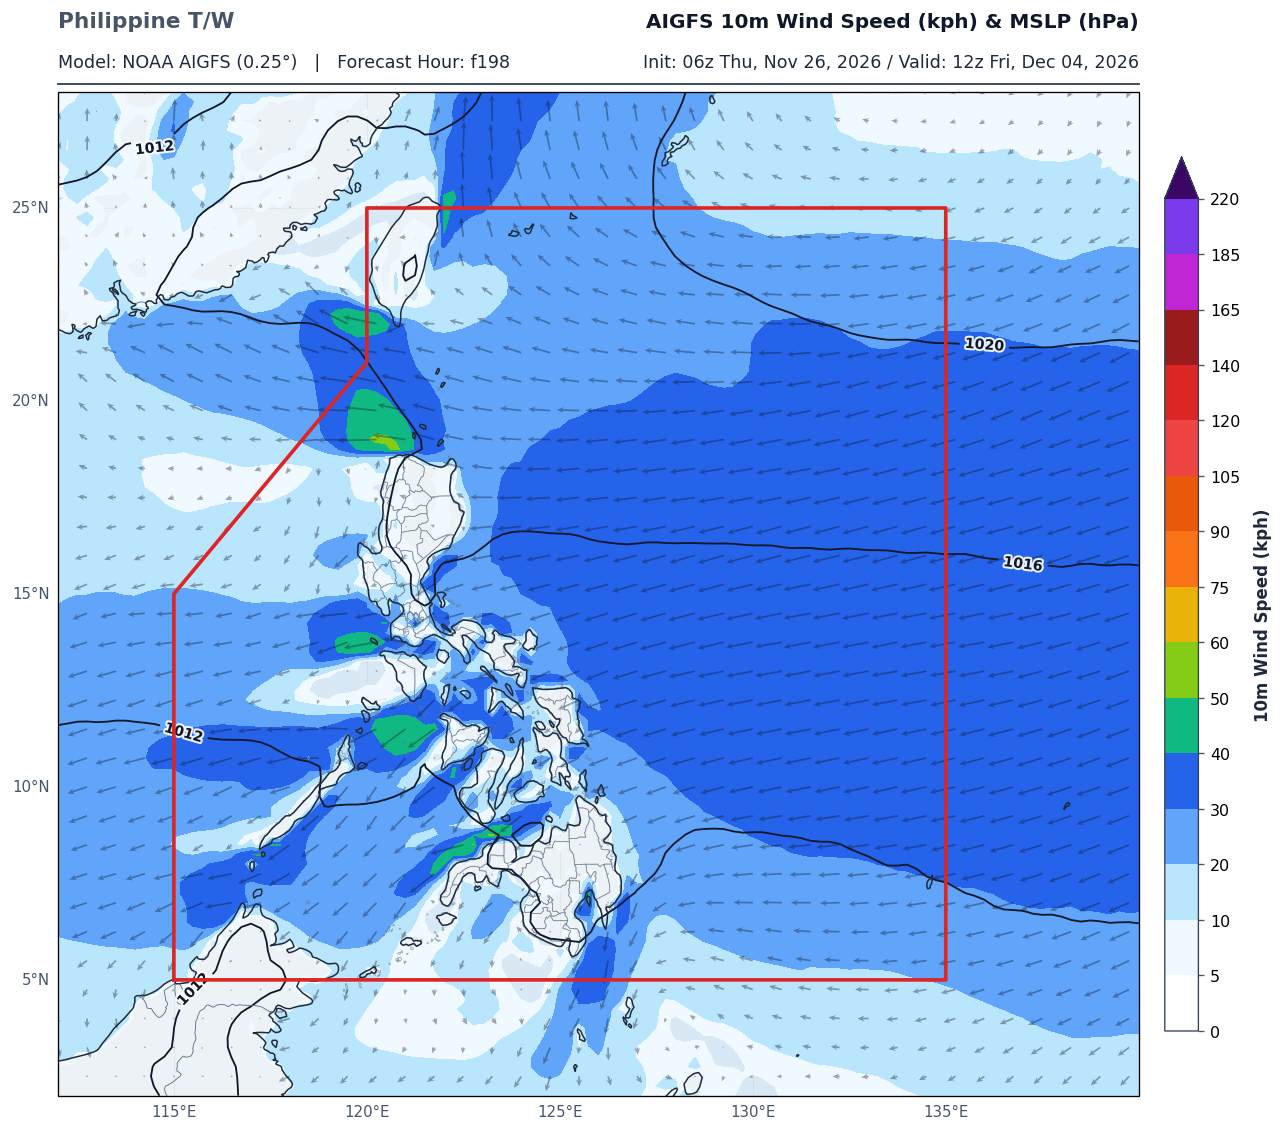 Philippine T/W
AIGFS 10m Wind Speed (kph) & MSLP (hPa)
Model: NOAA AIGFS (0.25°) | Forecast Hour: f198
Init: 06z Thu, Nov 26, 2026 / Valid: 12z Fri, Dec 04, 2026
1012
25°N
1020
20°N
1016
15°N
1012
10°N
5°N
1012
115°E
120°E
125°E
130°E
135°E
220
185
165
140
120
105
90
75
60
50
40
30
20
10
5
0
10m Wind Speed (kph)